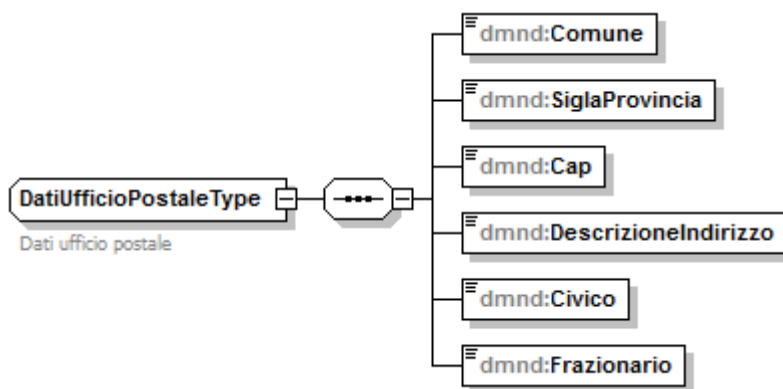 dmnd:Comune
dmnd:SiglaProvincia
dmnd:Cap
DatiUfficioPostaleType
Dati ufficio postale
dmnd:DescrizioneIndirizzo
dmnd:Civico
dmnd:Frazionario